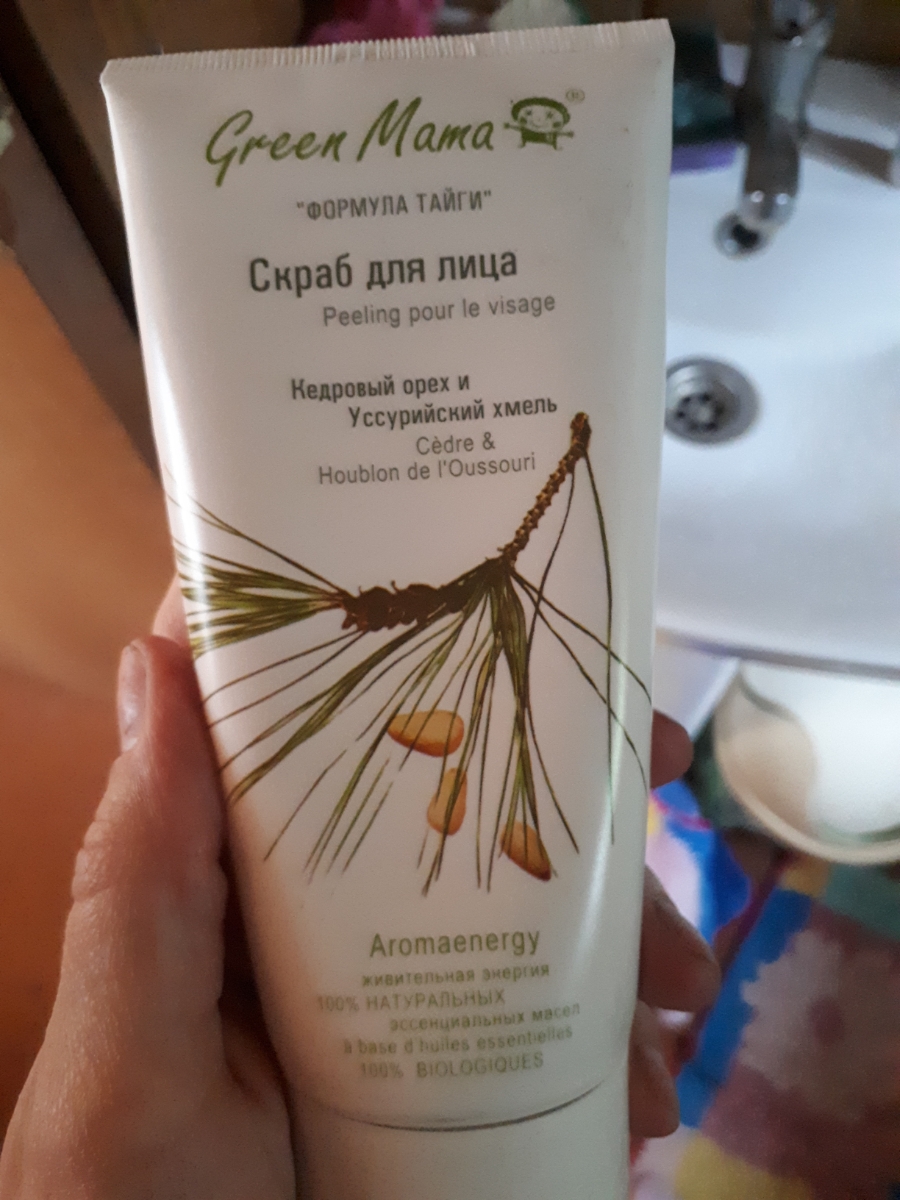 Green Mama ®
"ФОРМУЛА ТАЙГИ"
Скраб для лица
Peeling pour le visage
Кедровый орех и
Уссурийский хмель
Cèdre &
Houblon de l'Oussouri
Aromaenergy
живительная энергия
100% НАТУРАЛЬНЫХ
эссенциальных масел
à base d'huiles essentielles
100% BIOLOGIQUES